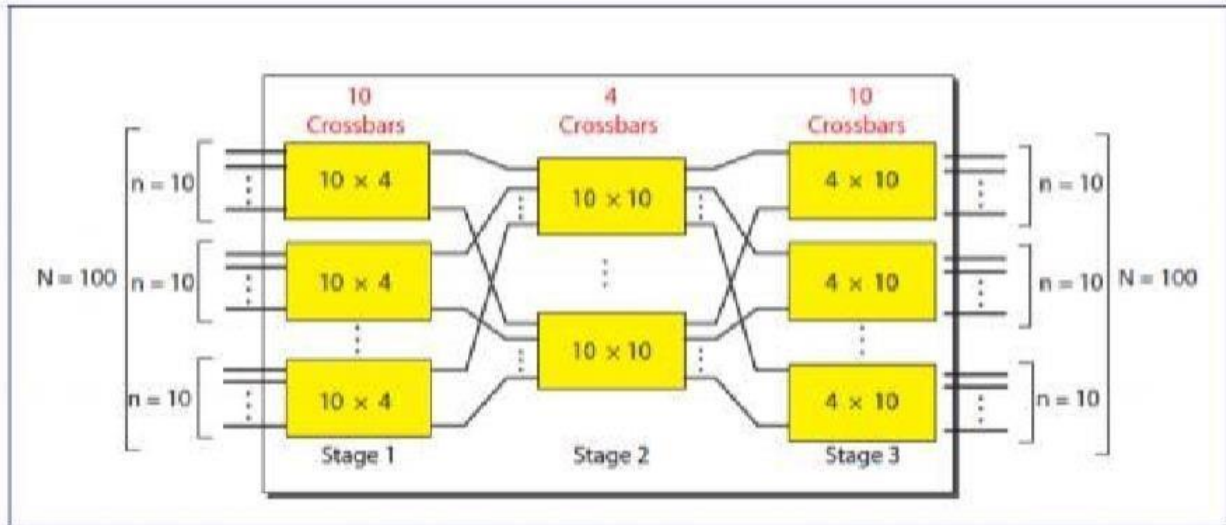 10
Crossbars
4
Crossbars
10
Crossbars
n = 10
10 × 4
10 × 10
4 × 10
n = 10
N = 100
n = 10
10 × 4
4 × 10
n = 10
N = 100
10 × 10
n = 10
10 × 4
4 × 10
n = 10
Stage 1
Stage 2
Stage 3